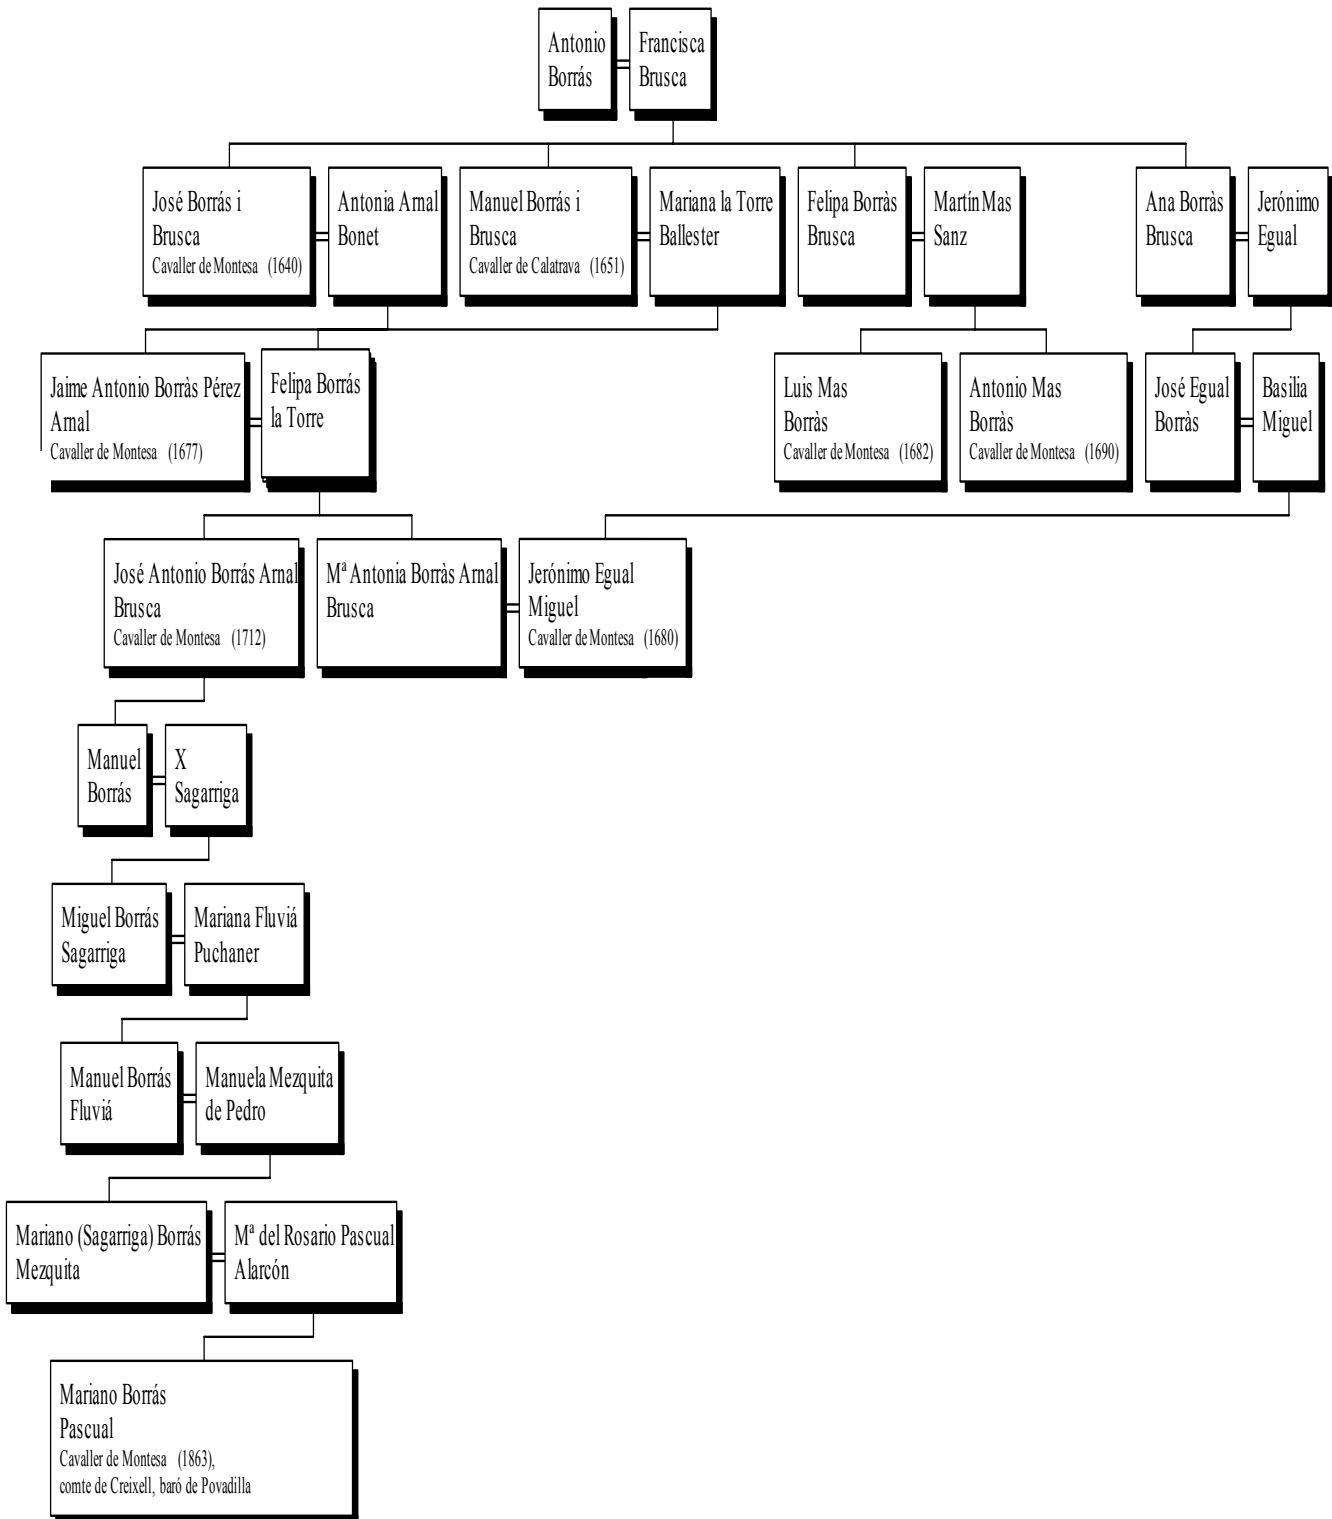 Antonio
Borrás
Francisca
Brusca
José Borrás i
Brusca
Cavaller de Montesa (1640)
Antonia Arnal
Bonet
Manuel Borrás i
Brusca
Cavaller de Calatrava (1651)
Mariana la Torre
Ballester
Felipa Borràs
Brusca
Martín Mas
Sanz
Ana Borràs
Brusca
Jerónimo
Egual
Jaime Antonio Borràs Pérez
Arnal
Cavaller de Montesa (1677)
Felipa Borrás
la Torre
Luis Mas
Borràs
Cavaller de Montesa (1682)
Antonio Mas
Borràs
Cavaller de Montesa (1690)
José Egual
Borràs
Basilia
Miguel
José Antonio Borrás Arnal
Brusca
Cavaller de Montesa (1712)
Mª Antonia Borràs Arnal
Brusca
Jerónimo Egual
Miguel
Cavaller de Montesa (1680)
Manuel
Borrás
X
Sagarriga
Miguel Borrás
Sagarriga
Mariana Fluviá
Puchaner
Manuel Borrás
Fluviá
Manuela Mezquita
de Pedro
Mariano (Sagarriga) Borrás
Mezquita
Mª del Rosario Pascual
Alarcón
Mariano Borrás
Pascual
Cavaller de Montesa (1863),
comte de Creixell, baró de Povadilla